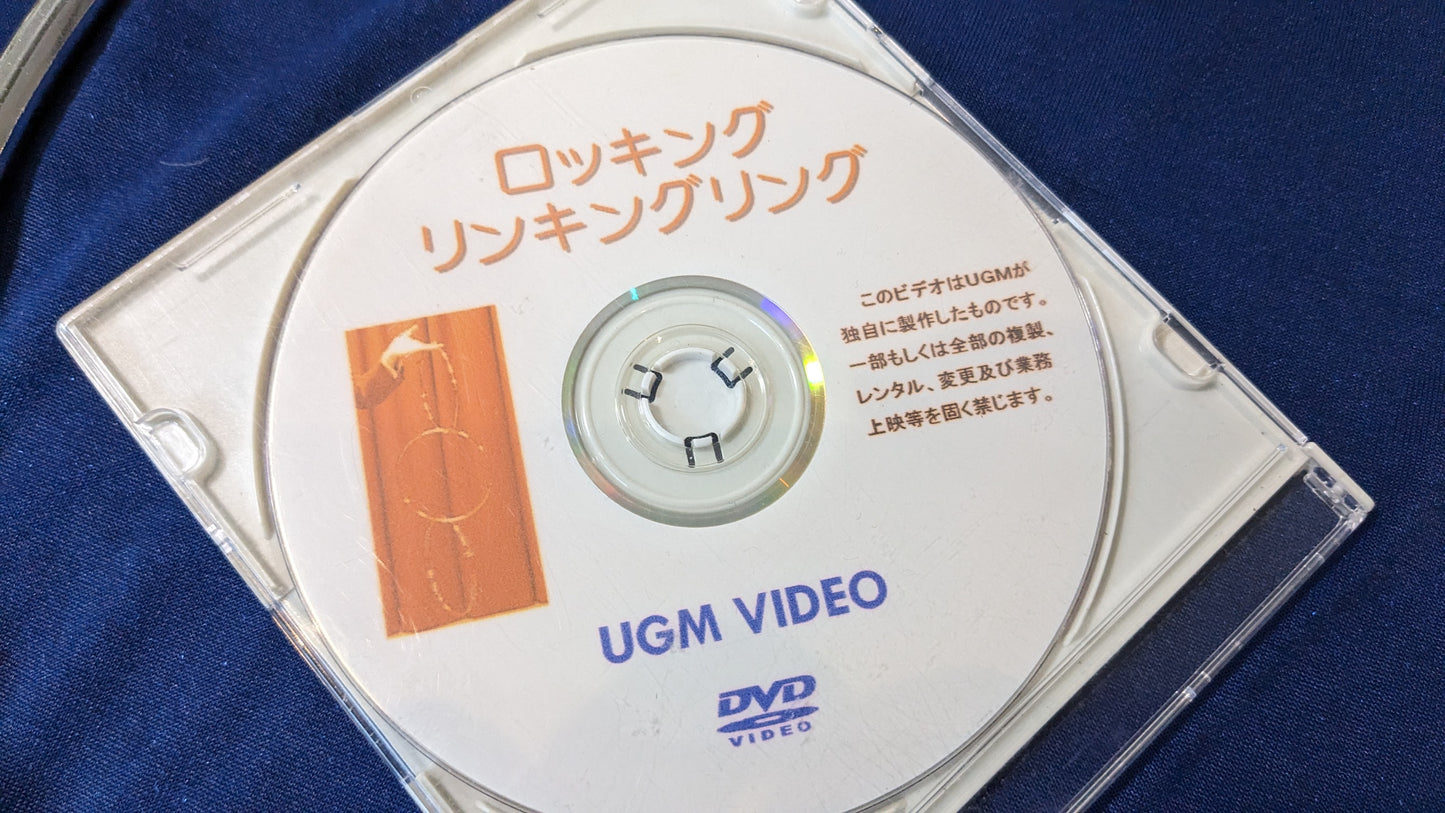 ロッキング
リンキングリング
このビデオはUGMが
独自に製作したものです。
一部もしくは全部の複製、
レンタル、変更及び業務
上映等を固く禁じます。
UGM VIDEO
DVD
VIDEO